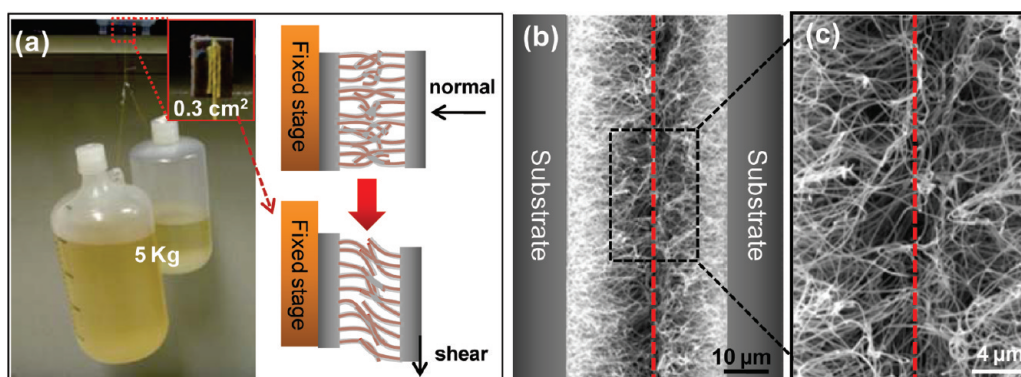 (a)
0.3 cm²
5 Kg
Fixed stage
normal
Fixed stage
shear
(b)
Substrate
Substrate
10 µm
(c)
4 µm